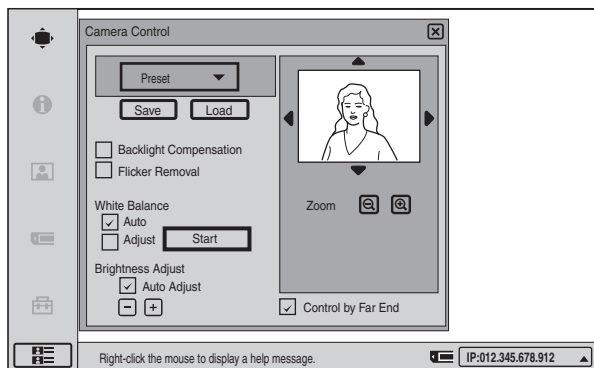 Camera Control
Preset
Save
Load
Backlight Compensation
Flicker Removal
White Balance
Auto
Adjust
Start
Brightness Adjust
Auto Adjust
Zoom
Control by Far End
Right-click the mouse to display a help message.
IP:012.345.678.912